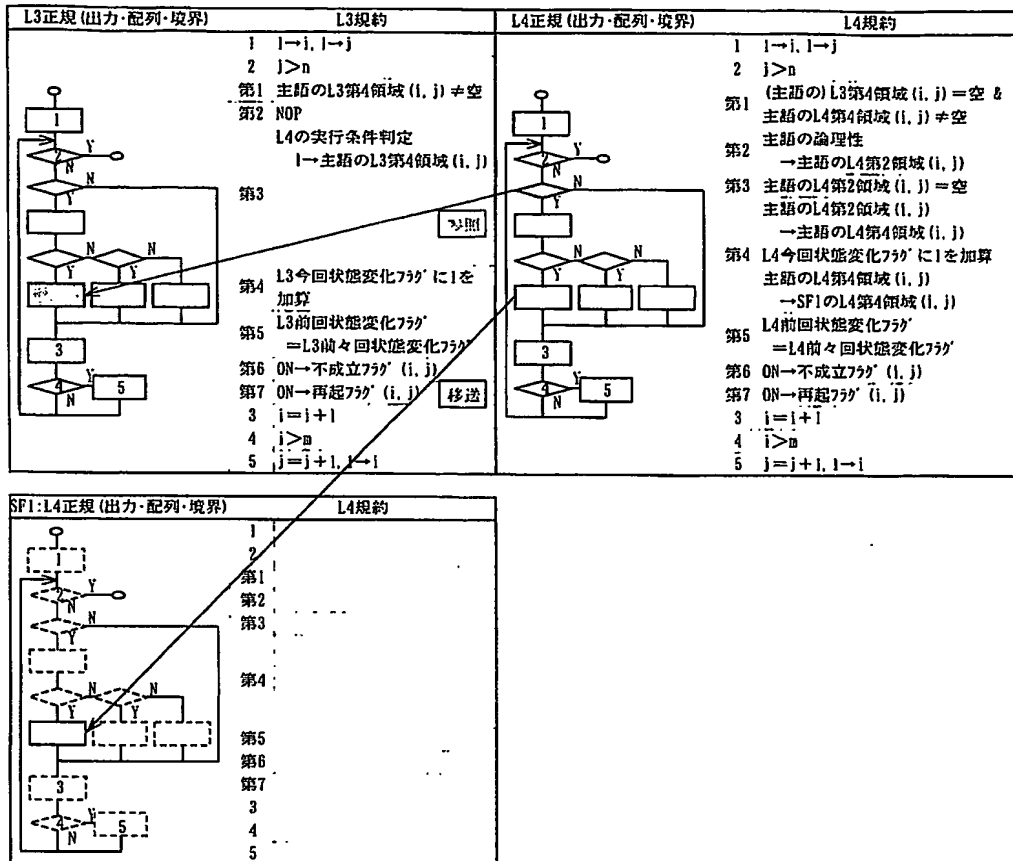 L3正規(出力・配列・境界)
L3規約
1 1→i, 1→j
2 j>n
第1 主語のL3第4領域(i, j)≠空
第2 NOP
L4の実行条件判定
1→主語のL3第4領域(i, j)
第3
第4 L3今回状態変化フラグに1を
加算
第5 L3前回状態変化フラグ
=L3前々回状態変化フラグ
第6 ON→不成立フラグ(i, j)
第7 ON→再起フラグ(i, j)
3 i=i+1
4 i>m
5 j=j+1, 1→i
1
2
Y
N
N
Y
N
N
Y
Y
3
4
Y
N
5
参照
移送
L4正規(出力・配列・境界)
L4規約
1 1→i, 1→j
2 j>n
第1 (主語の)L3第4領域(i, j)=空 &
主語のL4第4領域(i, j)≠空
第2 主語の論理性
→主語のL4第2領域(i, j)
第3 主語のL4第2領域(i, j)=空
主語のL4第2領域(i, j)
→主語のL4第4領域(i, j)
第4 L4今回状態変化フラグに1を加算
主語のL4第4領域(i, j)
→SF1のL4第4領域(i, j)
第5 L4前回状態変化フラグ
=L4前々回状態変化フラグ
第6 ON→不成立フラグ(i, j)
第7 ON→再起フラグ(i, j)
3 i=i+1
4 i>m
5 j=j+1, 1→i
1
2
Y
N
N
Y
N
N
Y
Y
3
4
Y
N
5
SF1:L4正規(出力・配列・境界)
L4規約
1
2
第1
第2
第3
第4
第5
第6
第7
3
4
5
1
2
Y
N
N
Y
N
N
Y
Y
3
4
Y
N
5